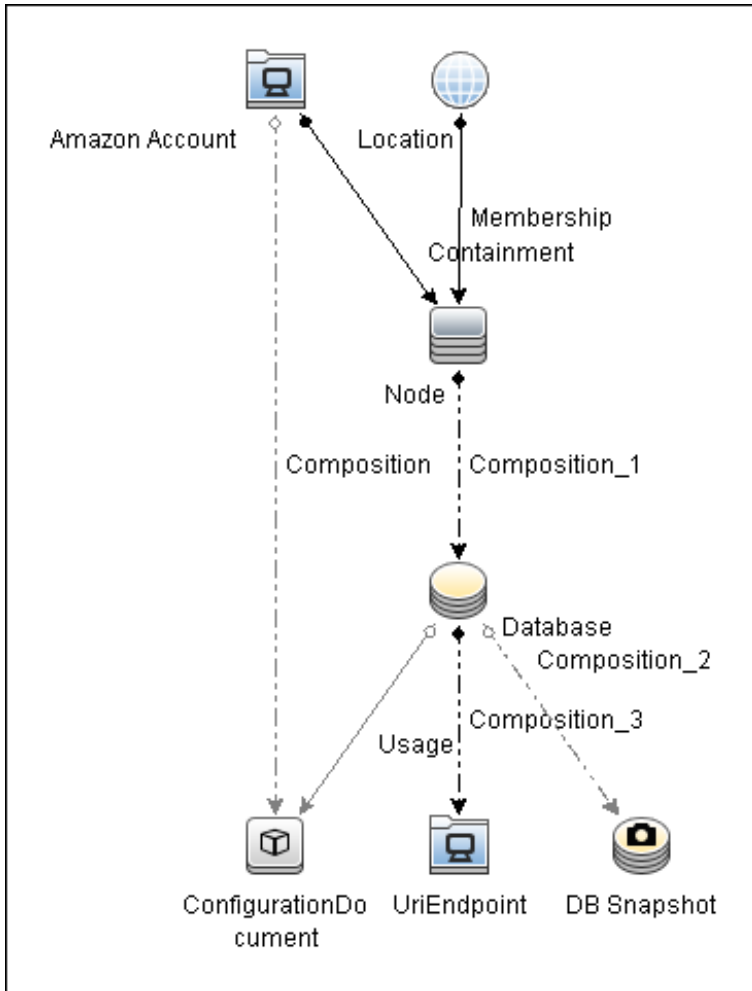 Amazon Account
Location
Membership
Containment
Node
Composition
Composition_1
Database
Composition_2
Composition_3
Usage
ConfigurationDo
cument
UriEndpoint
DB Snapshot